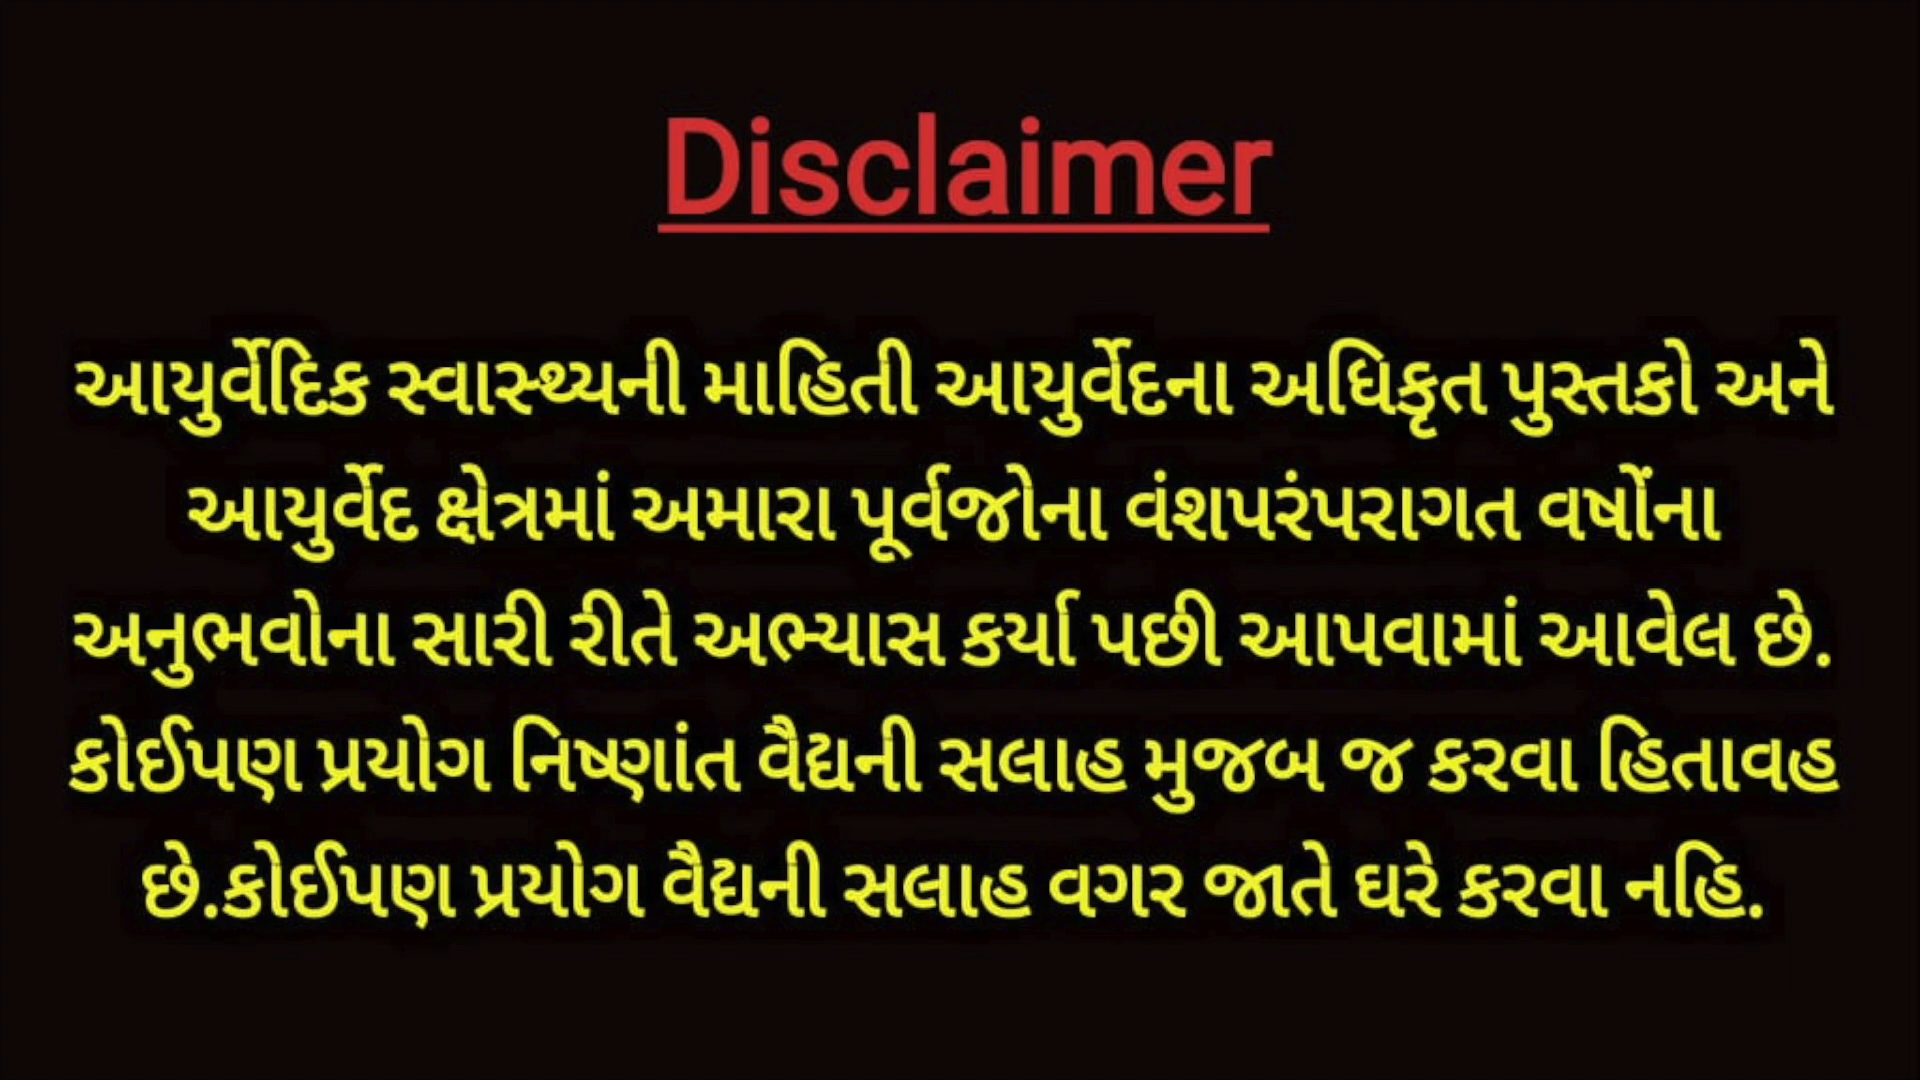 Disclaimer
આયુર્વેદિક સ્વાસ્થ્યની માહિતી આયુર્વેદના અધિકૃત પુસ્તકો અને
આયુર્વેદ ક્ષેત્રમાં અમારા પૂર્વજોના વંશપરંપરાગત વર્ષોના
અનુભવોના સારી રીતે અભ્યાસ કર્યા પછી આપવામાં આવેલ છે.
કોઈપણ પ્રયોગ નિષ્ણાંત વૈદ્યની સલાહ મુજબ જ કરવા હિતાવહ
છે.કોઈપણ પ્રયોગ વૈદ્યની સલાહ વગર જાતે ઘરે કરવા નહિ.